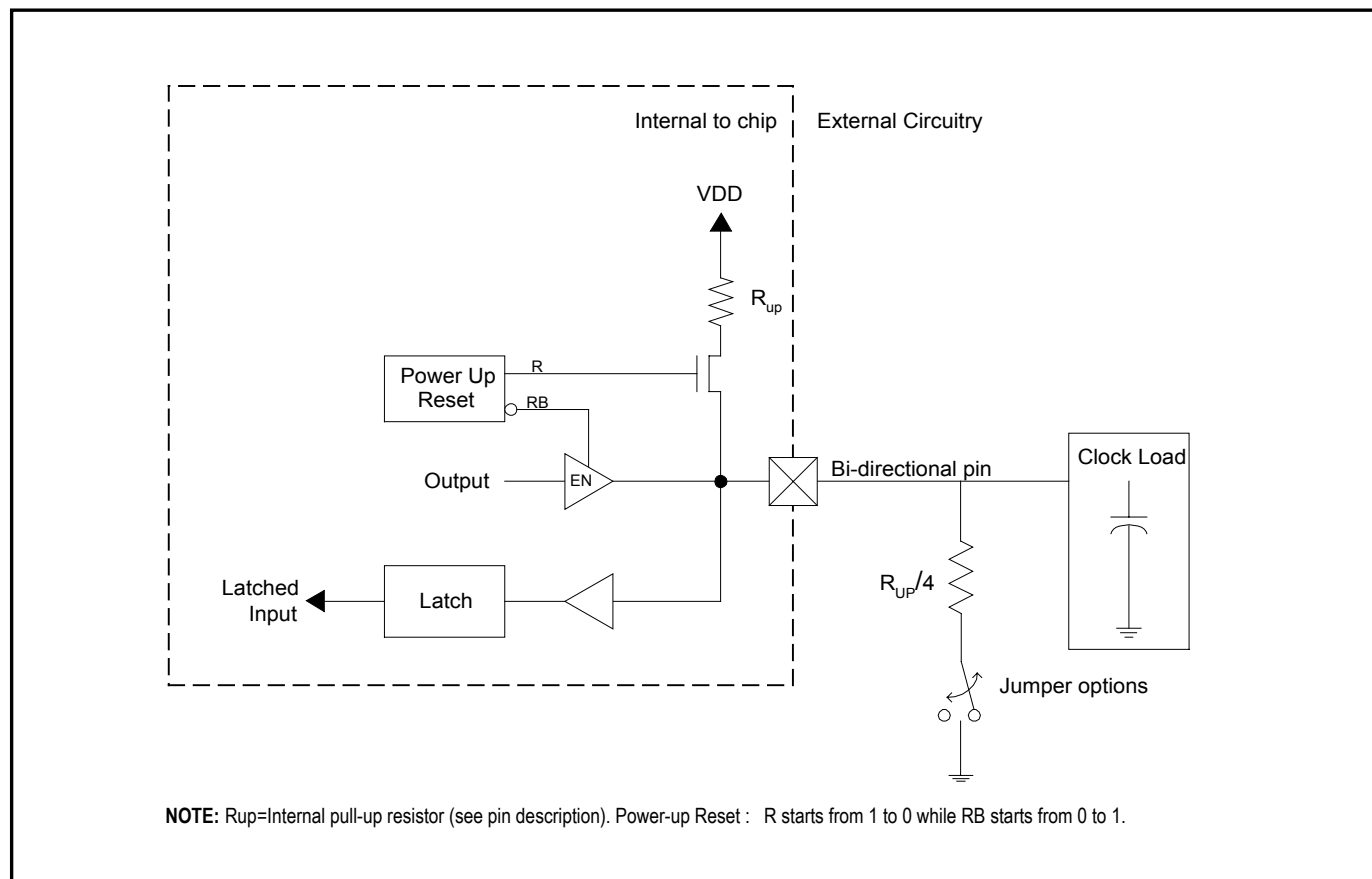 Internal to chip
External Circuitry
VDD
Rup
Power Up
Reset
R
RB
Output
EN
Bi-directional pin
Clock Load
RUP/4
Latched
Input
Latch
Jumper options
NOTE: Rup=Internal pull-up resistor (see pin description). Power-up Reset : R starts from 1 to 0 while RB starts from 0 to 1.